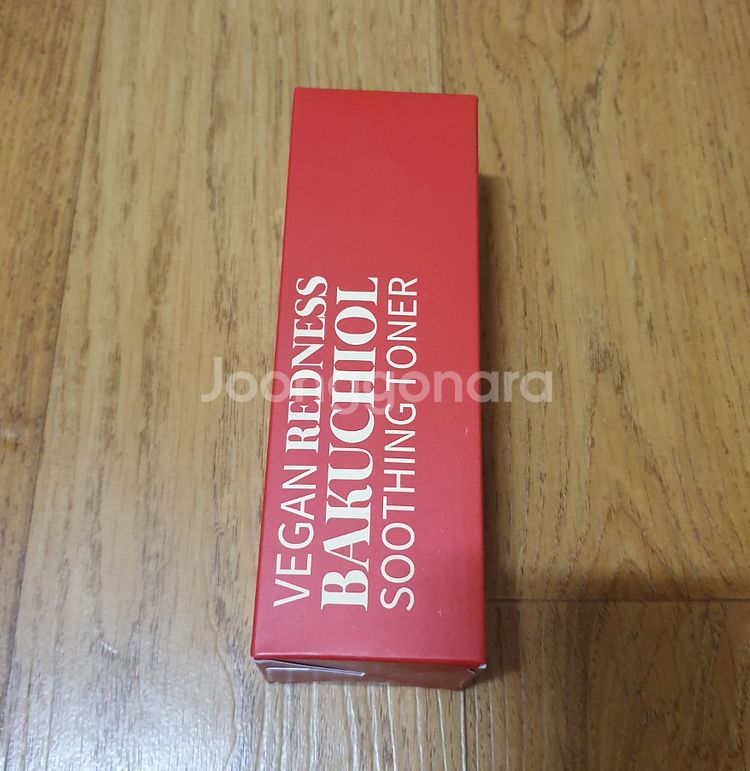 VEGAN REDNESS
BAKUCHIOL
SOOTHING TONER
Joonggonara